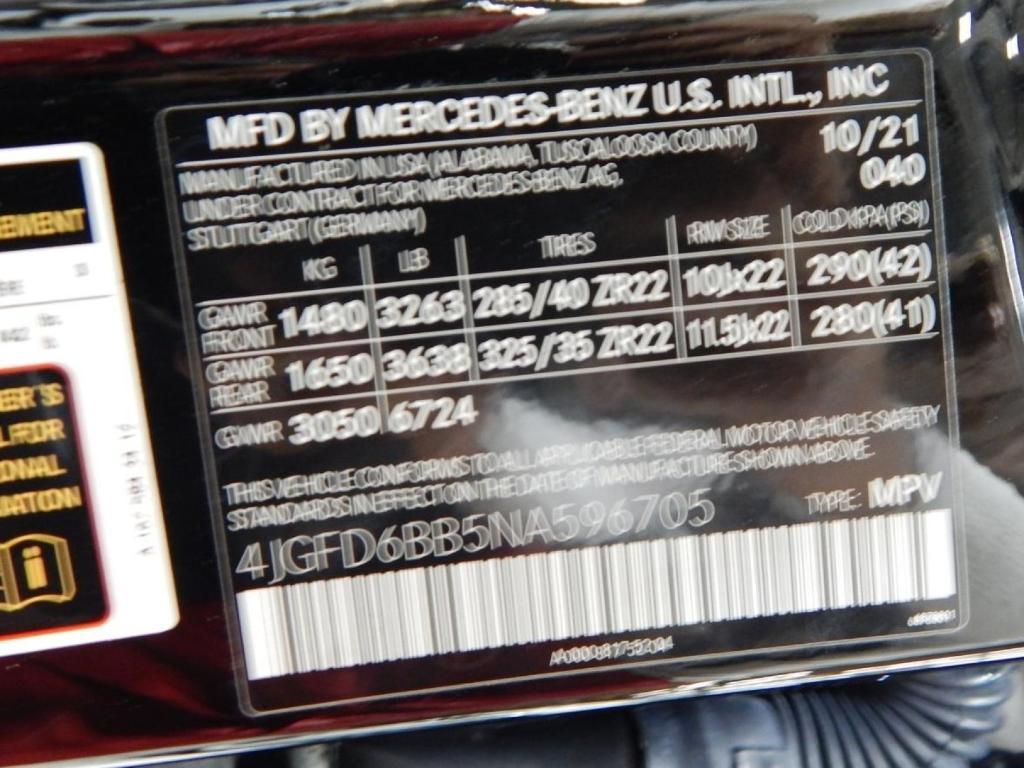 MFD BY MERCEDES-BENZ U.S. INTL., INC
MANUFACTURED IN USA (ALABAMA, TUSCALOOSA COUNTY) 10/21
UNDER CONTRACT FOR MERCEDES-BENZ AG, 040
STUTTGART (GERMANY)
KG LB TIRES RIM/SIZE COLD KPA (PSI)
GAWR FRONT 1480 3263 285/40 ZR22 10Jx22 290(42)
GAWR REAR 1650 3638 325/35 ZR22 11.5Jx22 280(41)
GVWR 3050 6724
THIS VEHICLE CONFORMS TO ALL APPLICABLE FEDERAL MOTOR VEHICLE SAFETY
STANDARDS IN EFFECT ON THE DATE OF MANUFACTURE SHOWN ABOVE.
4JGFD6BB5NA596705 TYPE: MPV